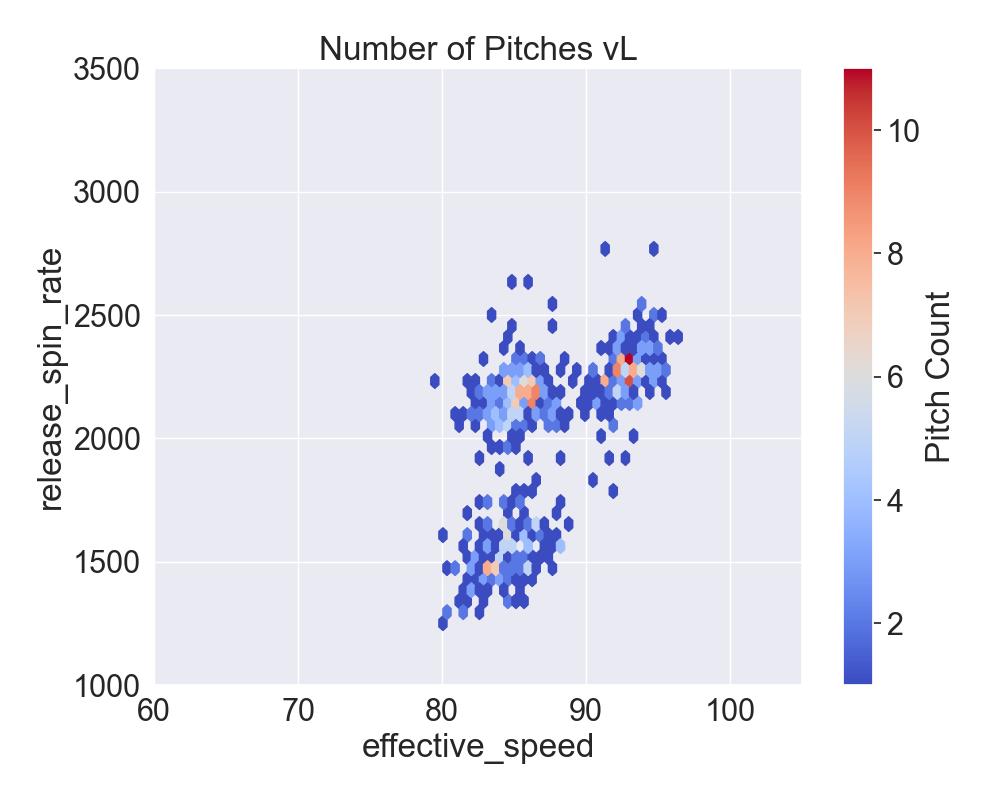 Number of Pitches vL
3500
3000
2500
2000
1500
1000
release_spin_rate
60 70 80 90 100
effective_speed
10
8
6
4
2
Pitch Count